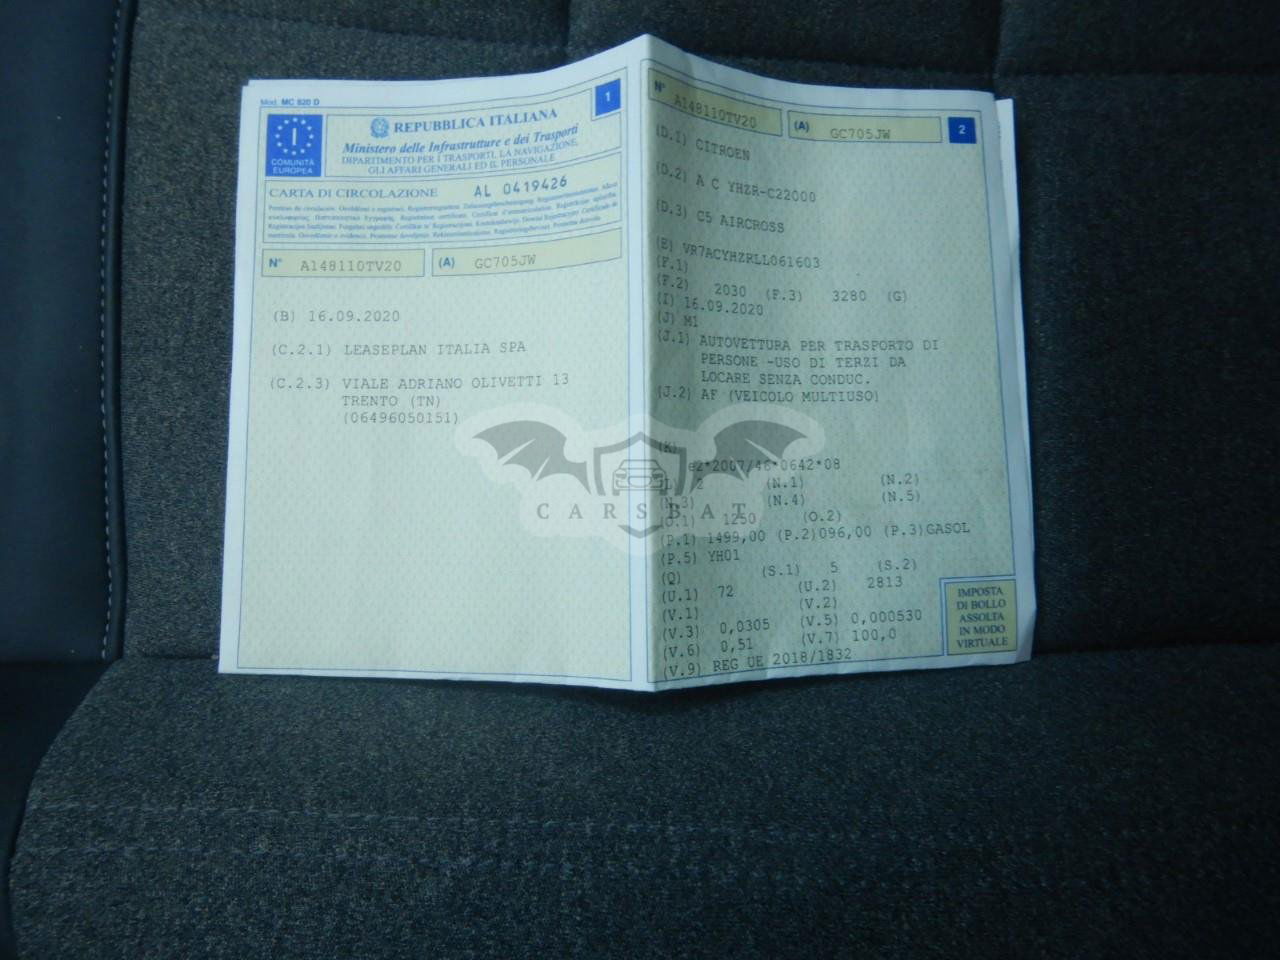 Mod. MC 820 D
1
I
COMUNITÀ
EUROPEA
REPUBBLICA ITALIANA
Ministero delle Infrastrutture e dei Trasporti
DIPARTIMENTO PER I TRASPORTI, LA NAVIGAZIONE,
GLI AFFARI GENERALI ED IL PERSONALE
CARTA DI CIRCOLAZIONE AL 0419426
N° A148110TV20 (A) GC705JW
(B) 16.09.2020
(C.2.1) LEASEPLAN ITALIA SPA
(C.2.3) VIALE ADRIANO OLIVETTI 13
TRENTO (TN)
(06496050151)
N° A148110TV20 (A) GC705JW 2
(D.1) CITROEN
(D.2) A C YHZR-C22000
(D.3) C5 AIRCROSS
(E) VR7ACYHZRLL061603
(F.1)
(F.2) 2030 (F.3) 3280 (G)
(I) 16.09.2020
(J) M1
(J.1) AUTOVETTURA PER TRASPORTO DI
PERSONE -USO DI TERZI DA
LOCARE SENZA CONDUC.
(J.2) AF (VEICOLO MULTIUSO)
(K)
e2*2007/46*0642*08
(L) 2 (N.1) (N.2)
(N.3) (N.4) (N.5)
(O.1) 1250 (O.2)
(P.1) 1499,00 (P.2)096,00 (P.3)GASOL
(P.5) YH01
(Q) (S.1) 5 (S.2)
(U.1) 72 (U.2) 2813
(V.1) (V.2)
(V.3) 0,0305 (V.5) 0,000530
(V.6) 0,51 (V.7) 100,0
(V.9) REG UE 2018/1832
IMPOSTA
DI BOLLO
ASSOLTA
IN MODO
VIRTUALE
CARSBAT